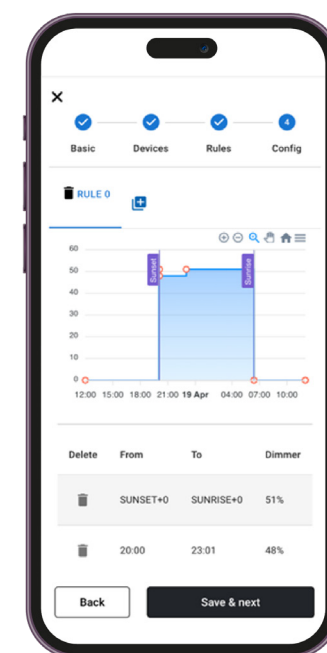 Basic Devices Rules 4 Config
RULE 0
60
50
40
30
20
10
0
Sunset
Sunrise
12:00 15:00 18:00 21:00 19 Apr 04:00 07:00 10:00
Delete From To Dimmer
SUNSET+0 SUNRISE+0 51%
20:00 23:01 48%
Back Save & next